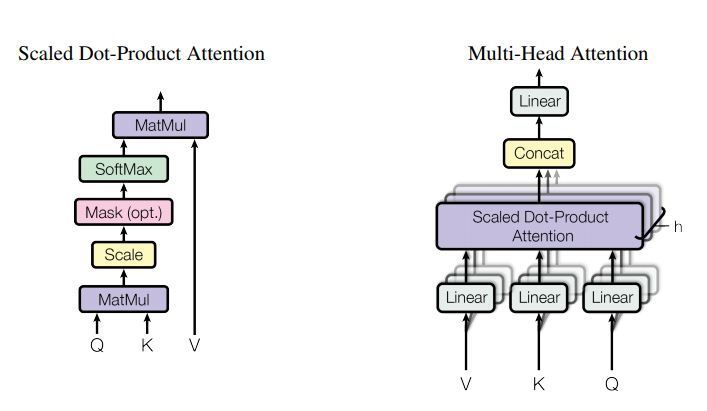 Scaled Dot-Product Attention
MatMul
SoftMax
Mask (opt.)
Scale
MatMul
Q K V
Multi-Head Attention
Linear
Concat
Scaled Dot-Product
Attention
h
Linear Linear Linear
V K Q